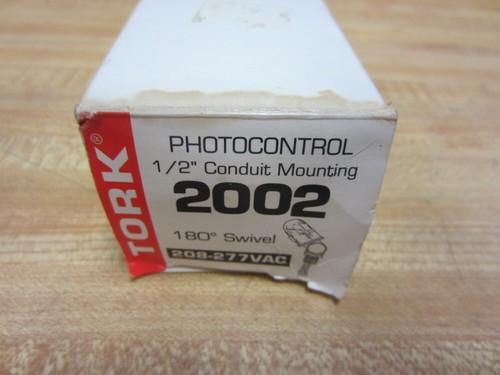 TORK®
PHOTOCONTROL
1/2" Conduit Mounting
2002
180° Swivel
208-277VAC